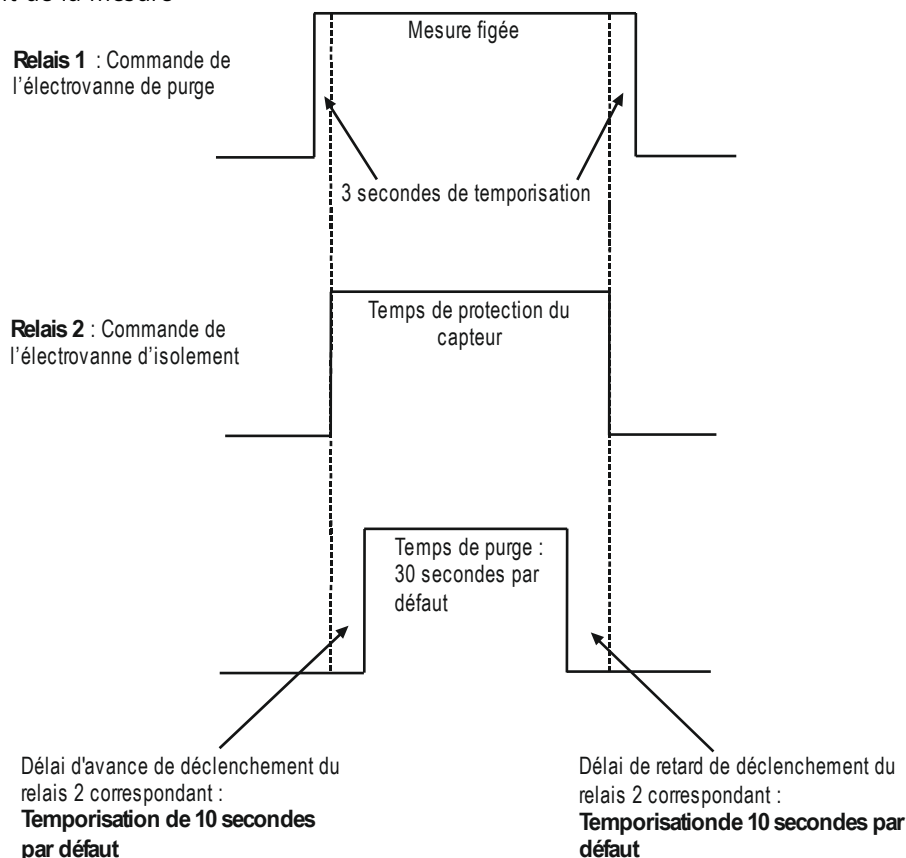 t de la mesure
Mesure figée
Relais 1 : Commande de
l'électrovanne de purge
3 secondes de temporisation
Temps de protection du
capteur
Relais 2 : Commande de
l'électrovanne d'isolement
Temps de purge :
30 secondes par
défaut
Délai d'avance de déclenchement du
relais 2 correspondant :
Temporisation de 10 secondes
par défaut
Délai de retard de déclenchement du
relais 2 correspondant :
Temporisationde 10 secondes par
défaut